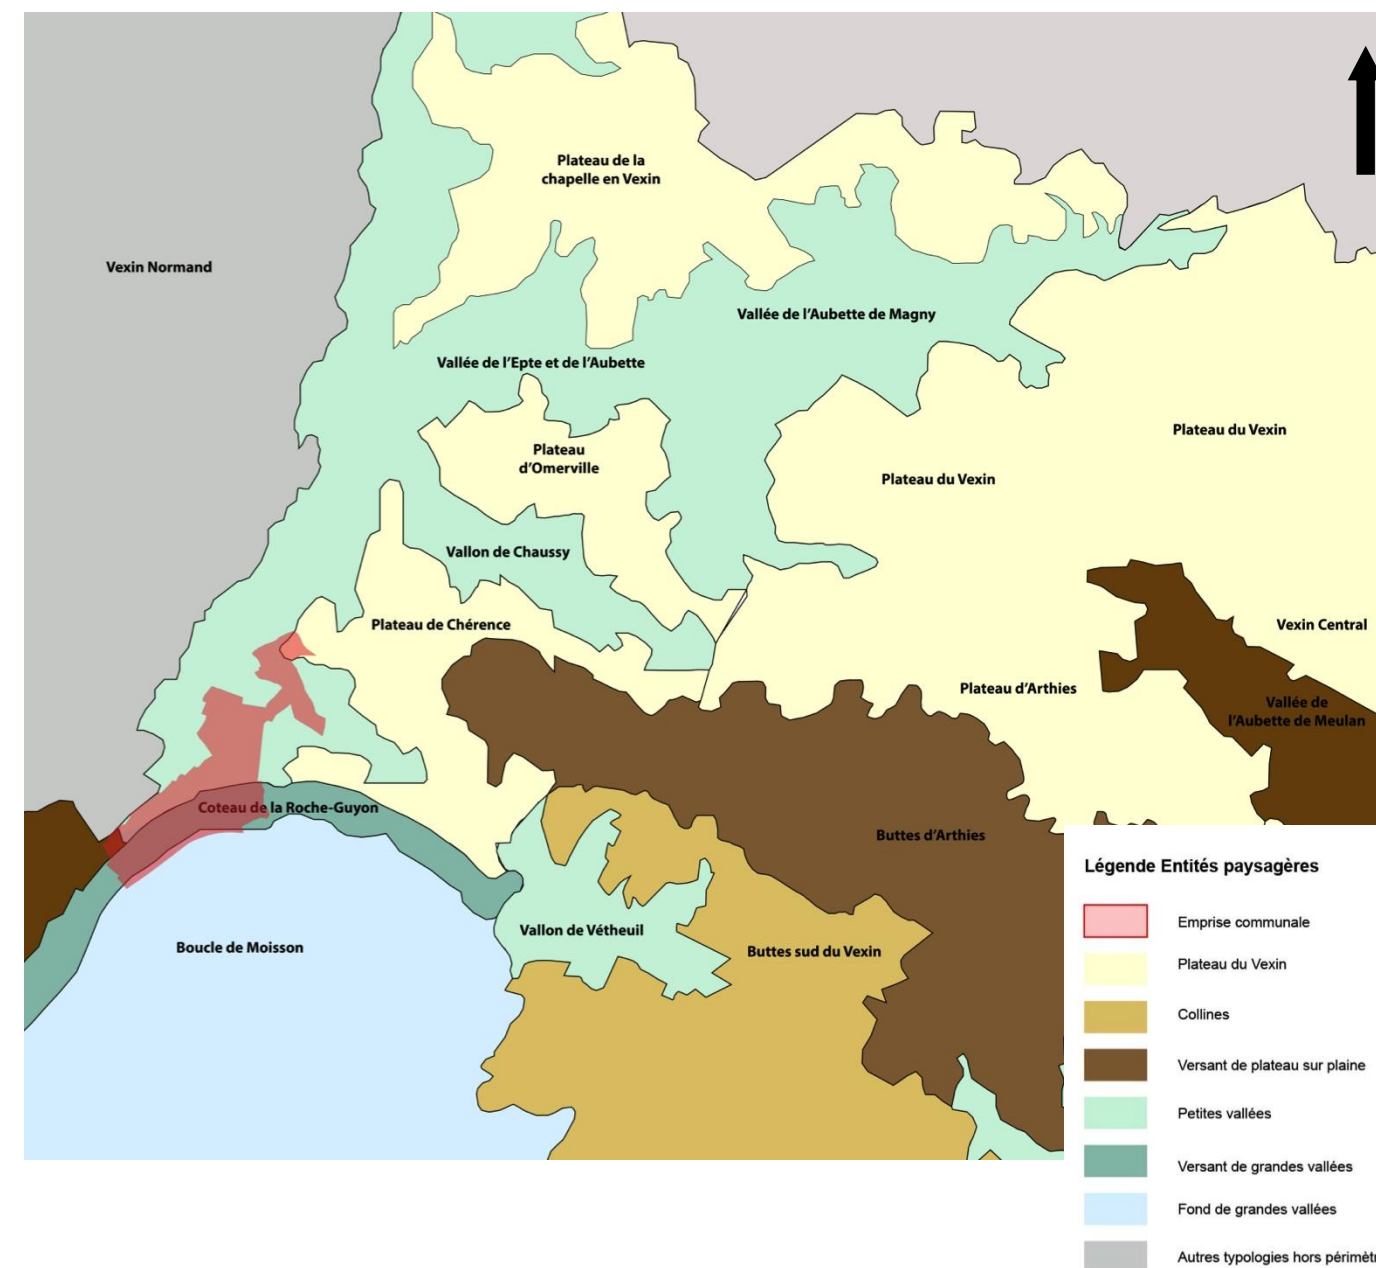 Plateau de la
chapelle en Vexin
Vexin Normand
Vallée de l'Aubette de Magny
Vallée de l'Epte et de l'Aubette
Plateau du Vexin
Plateau
d'Omerville
Plateau du Vexin
Vallon de Chaussy
Plateau de Chérence
Vexin Central
Plateau d'Arthies
Vallée de
l'Aubette de Meulan
Coteau de la Roche-Guyon
Buttes d'Arthies
Vallon de Vétheuil
Boucle de Moisson
Buttes sud du Vexin
Légende Entités paysagères
Emprise communale
Plateau du Vexin
Collines
Versant de plateau sur plaine
Petites vallées
Versant de grandes vallées
Fond de grandes vallées
Autres typologies hors périmètr